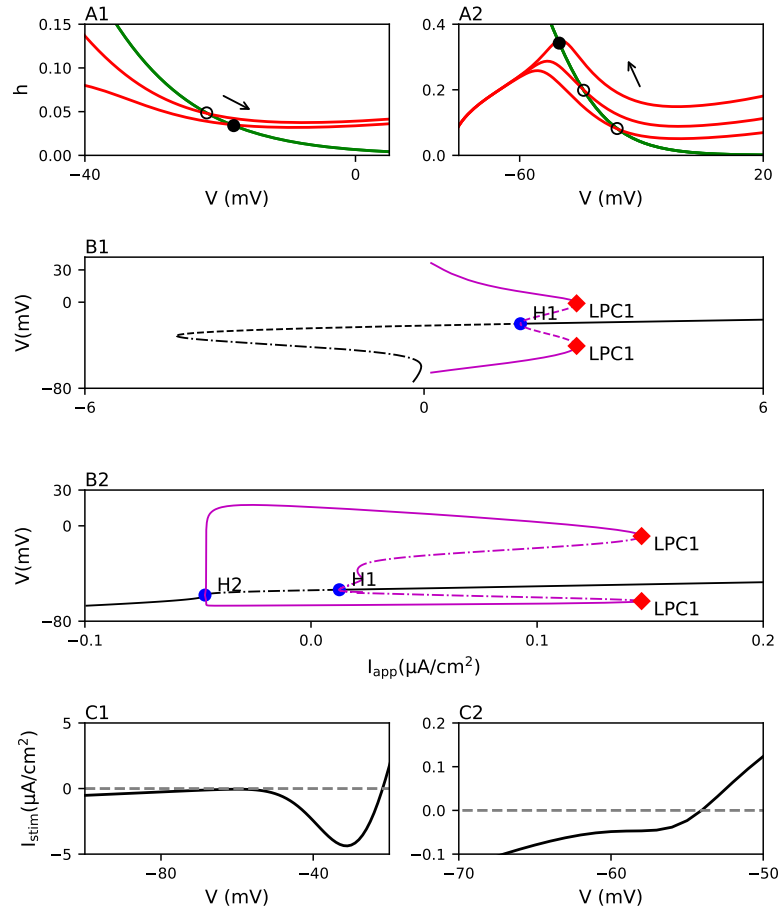 A1
A2
0.15
0.10
0.05
0.00
h
−40
0
V (mV)
0.4
0.2
0.0
−60
20
V (mV)
B1
30
0
−80
V(mV)
H1
LPC1
LPC1
−6
0
6
B2
30
0
−80
V(mV)
H2
H1
LPC1
LPC1
−0.1
0.0
0.1
0.2
I_app(μA/cm²)
C1
5
0
−5
I_stim(μA/cm²)
−80
−40
V (mV)
C2
0.2
0.1
0.0
−0.1
−70
−60
−50
V (mV)